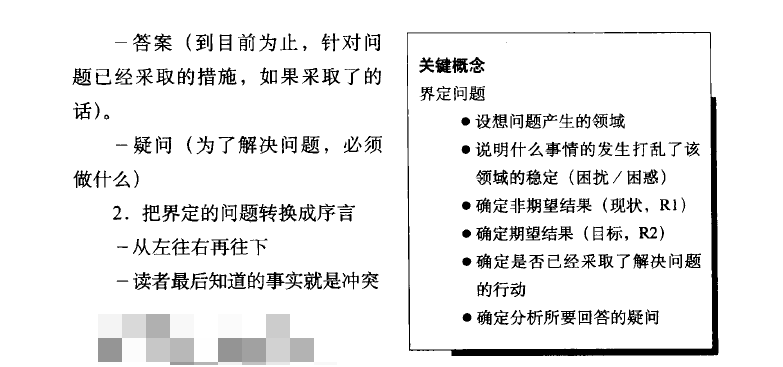 －答案（到目前为止，针对问
题已经采取的措施，如果采取了的
话）。
－疑问（为了解决问题，必须
做什么）
2．把界定的问题转换成序言
－从左往右再往下
－读者最后知道的事实就是冲突
关键概念
界定问题
●设想问题产生的领域
●说明什么事情的发生打乱了该
领域的稳定（困扰／困惑）
●确定非期望结果（现状，R1）
●确定期望结果（目标，R2）
●确定是否已经采取了解决问题
的行动
●确定分析所要回答的疑问